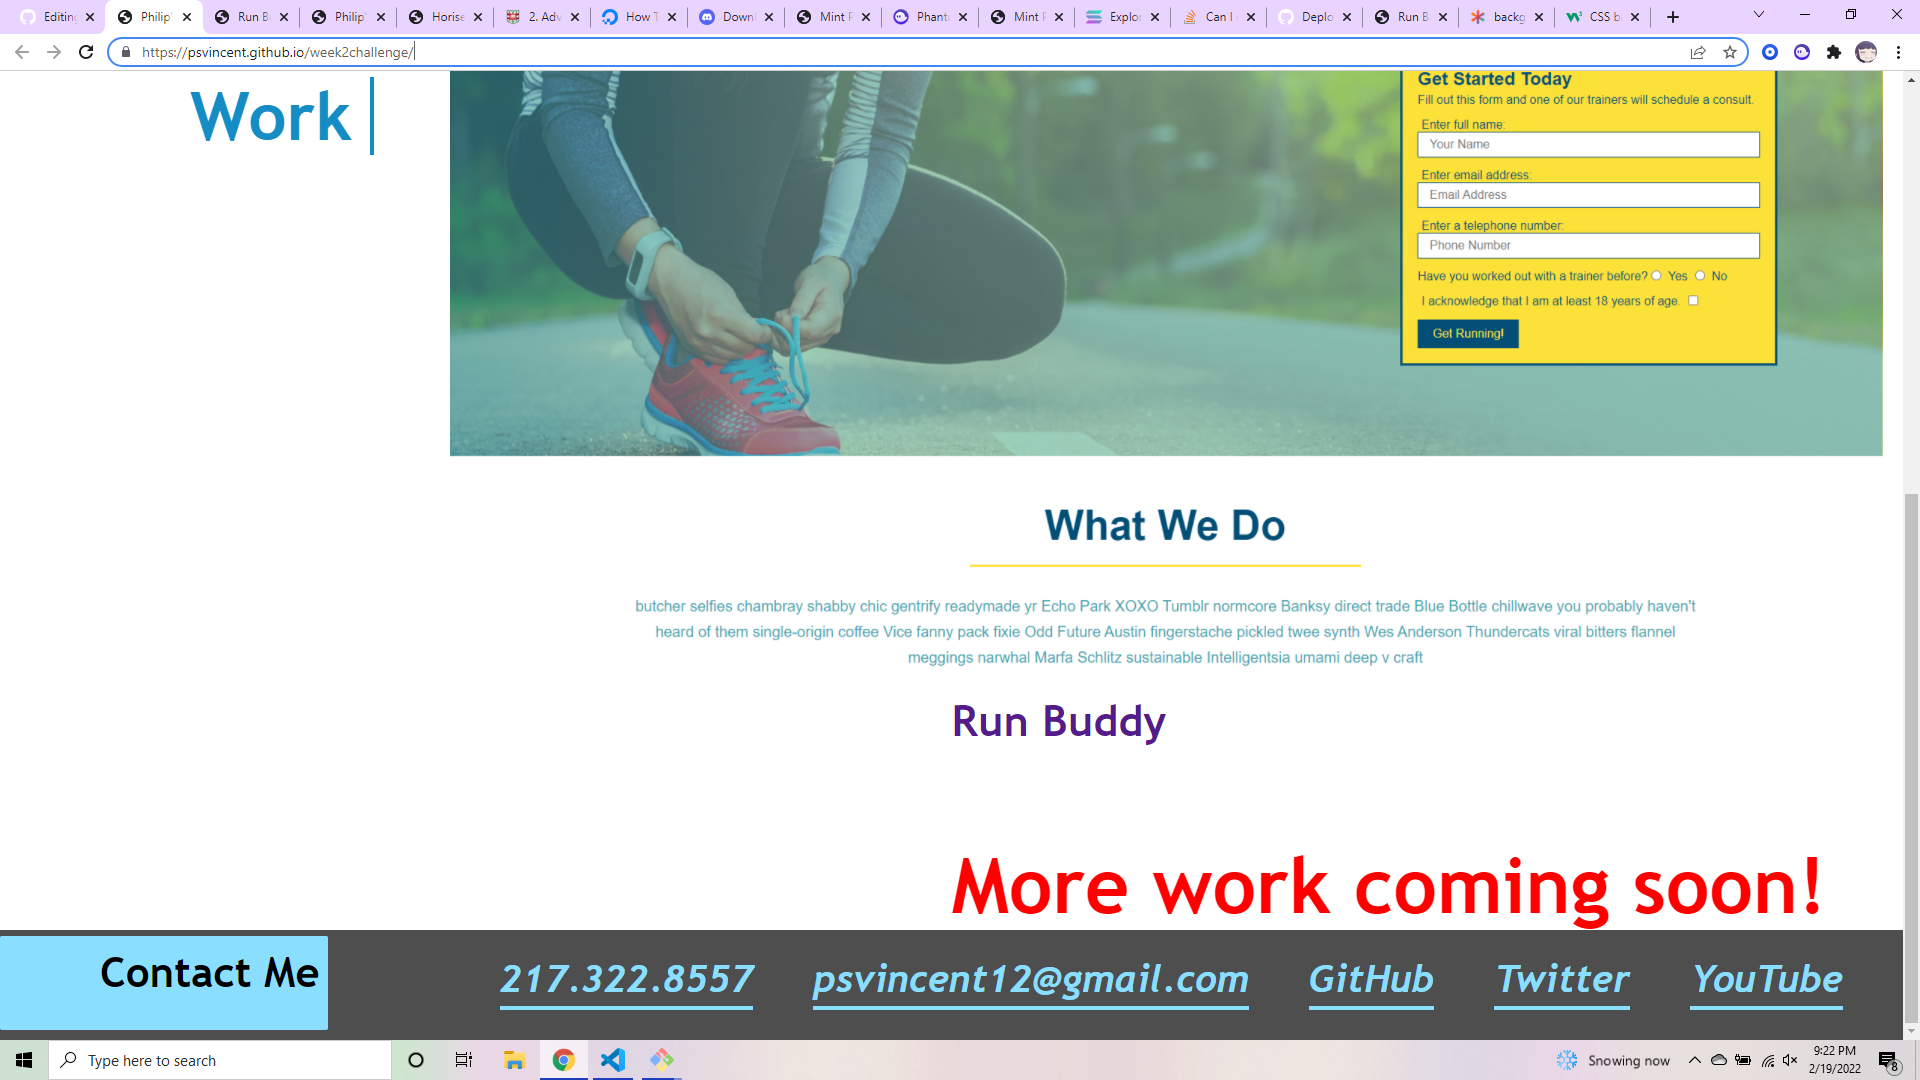 Editing
Philip'
Run B
Philip'
Horise
2. Adv
How T
Downl
Mint P
Phanto
Mint P
Explor
Can I
Deplo
Run B
backg
CSS b
https://psvincent.github.io/week2challenge/
Work
Get Started Today
Fill out this form and one of our trainers will schedule a consult.
Enter full name:
Your Name
Enter email address:
Email Address
Enter a telephone number:
Phone Number
Have you worked out with a trainer before? Yes No
I acknowledge that I am at least 18 years of age.
Get Running!
What We Do
butcher selfies chambray shabby chic gentrify readymade yr Echo Park XOXO Tumblr normcore Banksy direct trade Blue Bottle chillwave you probably haven't
heard of them single-origin coffee Vice fanny pack fixie Odd Future Austin fingerstache pickled twee synth Wes Anderson Thundercats viral bitters flannel
meggings narwhal Marfa Schlitz sustainable Intelligentsia umami deep v craft
Run Buddy
More work coming soon!
Contact Me
217.322.8557
psvincent12@gmail.com
GitHub
Twitter
YouTube
Type here to search
Snowing now
9:22 PM
2/19/2022
8